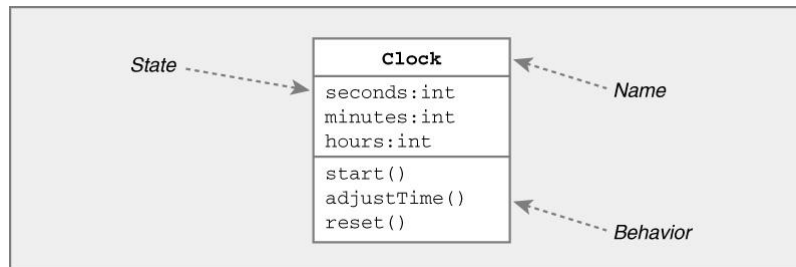 Clock
State
seconds:int
Name
minutes:int
hours:int
start()
adjustTime()
reset()
Behavior